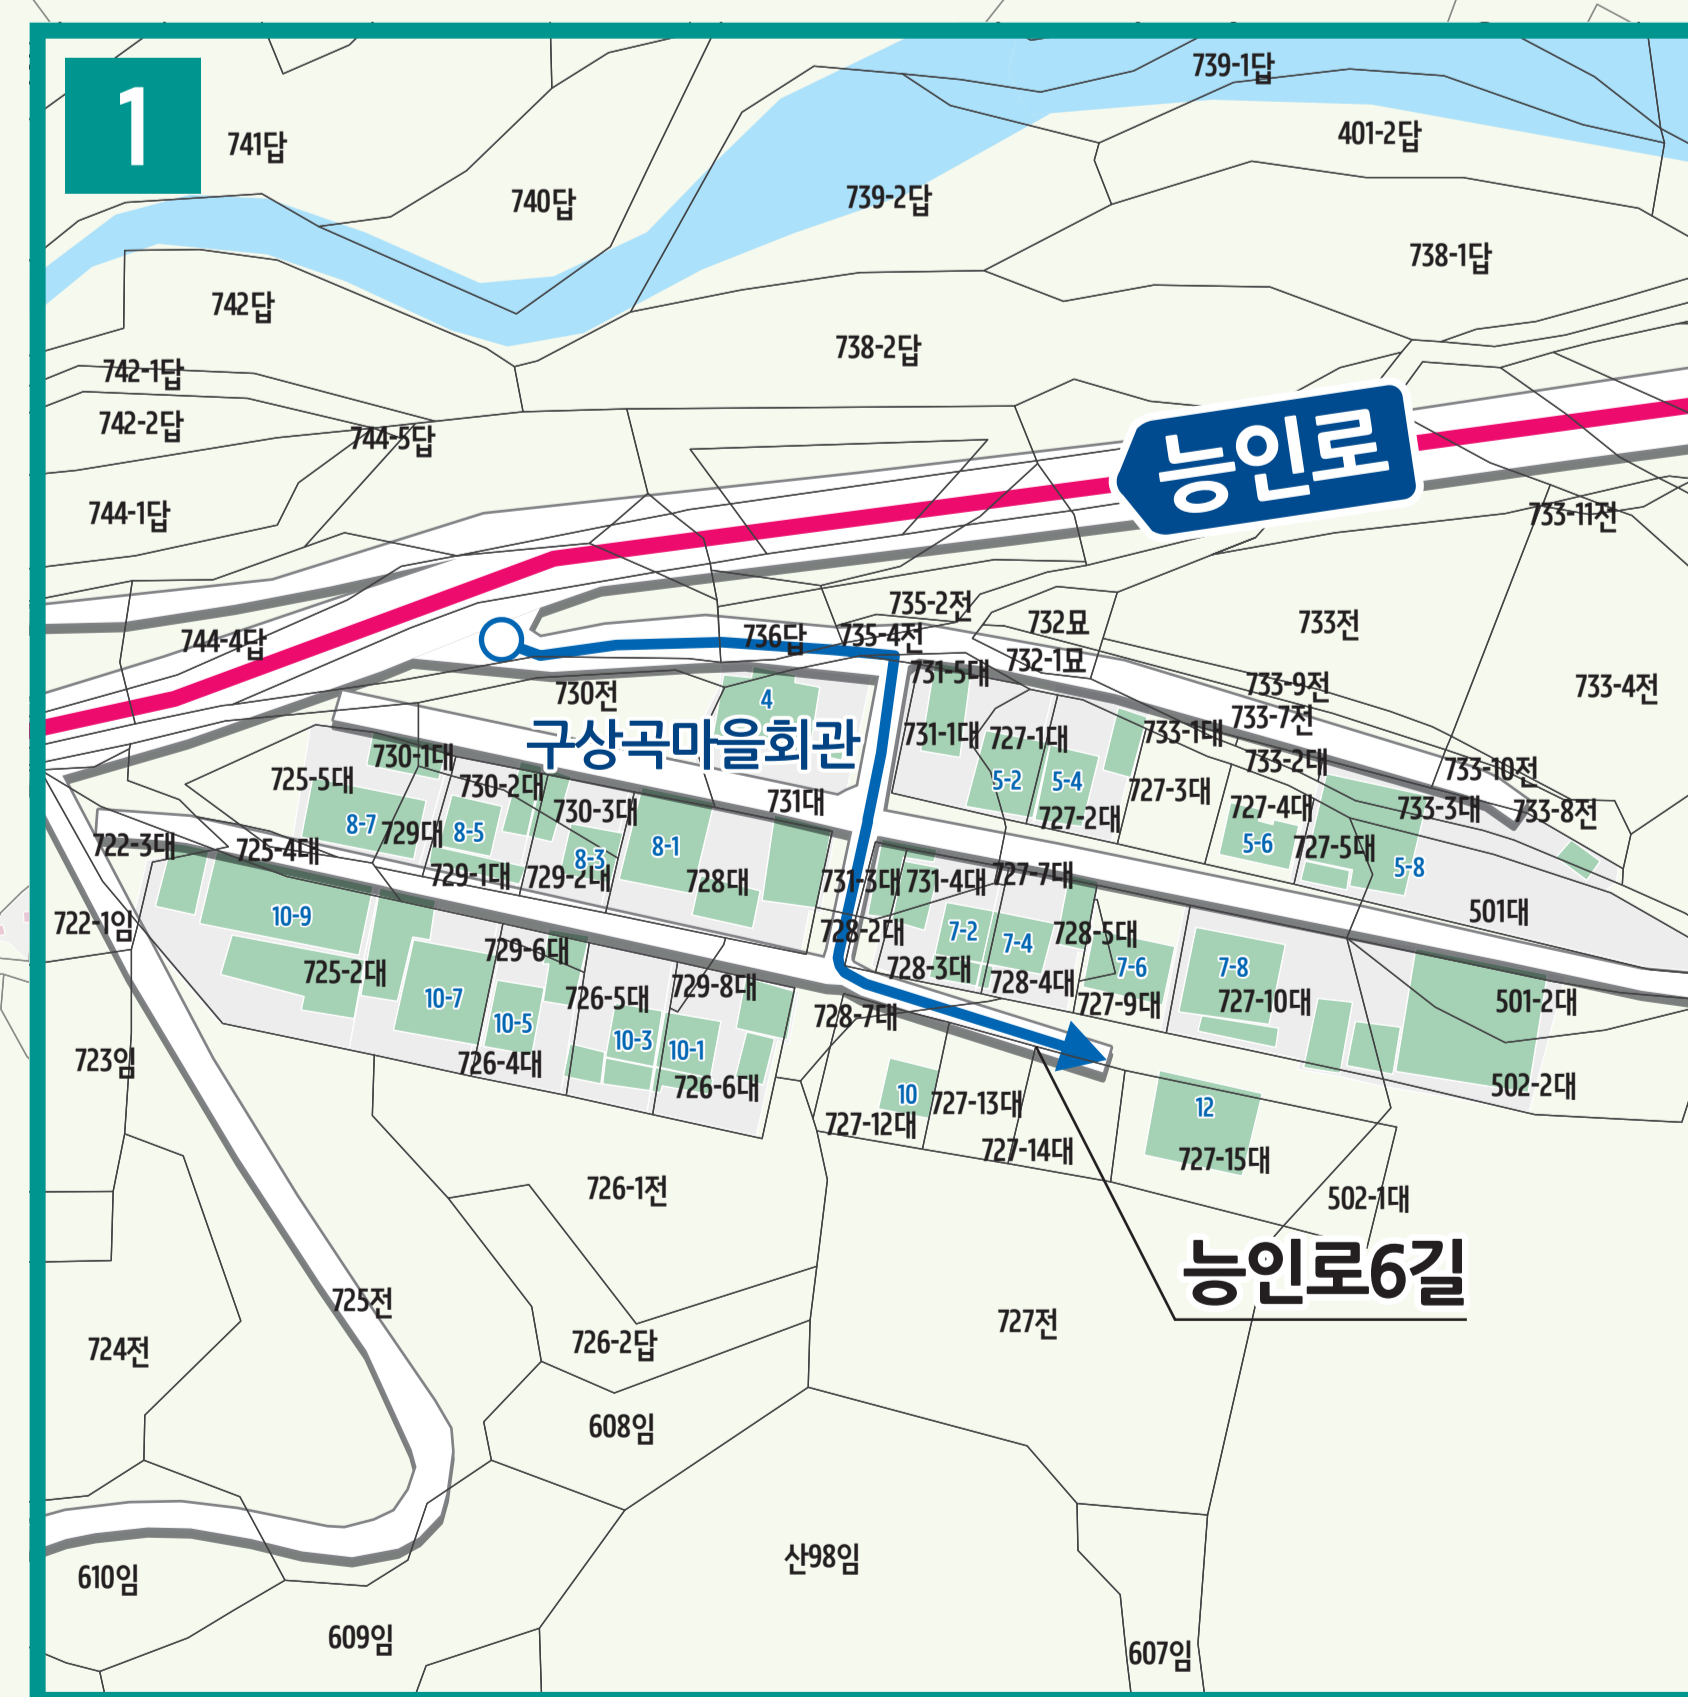 1
739-1답
741답
401-2답
740답
739-2답
738-1답
742답
738-2답
742-1답
742-2답
744-5답
능인로
744-1답
733-11전
735-2전
732묘
733전
744-4답
736답
735-4전
732-1묘
731-5대
733-9전
733-4전
730전
4
733-7전
구상곡마을회관
731-1대
727-1대
733-1대
730-1대
733-2대
733-10전
725-5대
730-2대
5-2
5-4
727-3대
731대
730-3대
727-4대
733-3대
733-8전
727-2대
8-7
729대
8-5
8-1
5-6
727-5대
722-3대
725-4대
8-3
5-8
729-1대
729-2대
728대
731-3대
731-4대
727-7대
501대
10-9
722-1임
728-2대
7-2
7-4
728-5대
729-6대
725-2대
728-3대
7-6
7-8
728-4대
729-8대
10-7
726-5대
727-9대
727-10대
501-2대
728-7대
10-5
10-3
10-1
723임
726-4대
726-6대
502-2대
10
727-13대
12
727-12대
727-14대
727-15대
726-1전
502-1대
능인로6길
725전
727전
724전
726-2답
608임
산98임
610임
609임
607임